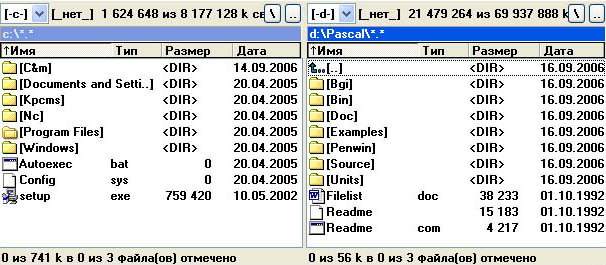 [-c-] [_нет_] 1 624 648 из 8 177 128 k св \ ..
c:\*.*
↑Имя Тип Размер Дата
[C&m] <DIR> 14.09.2006
[Documents and Setti..] <DIR> 20.04.2005
[Kpcms] <DIR> 20.04.2005
[Nc] <DIR> 20.04.2005
[Program Files] <DIR> 20.04.2005
[Windows] <DIR> 20.04.2005
Autoexec bat 0 20.04.2005
Config sys 0 20.04.2005
setup exe 759 420 10.05.2002
0 из 741 k в 0 из 3 файла(ов) отмечено
[-d-] [_нет_] 21 479 264 из 69 937 888 k \ ..
d:\Pascal\*.*
↑Имя Тип Размер Дата
[..] <DIR> 16.09.2006
[Bgi] <DIR> 16.09.2006
[Bin] <DIR> 16.09.2006
[Doc] <DIR> 16.09.2006
[Examples] <DIR> 16.09.2006
[Penwin] <DIR> 16.09.2006
[Source] <DIR> 16.09.2006
[Units] <DIR> 16.09.2006
Filelist doc 38 233 01.10.1992
Readme 15 183 01.10.1992
Readme com 4 217 01.10.1992
0 из 56 k в 0 из 3 файла(ов) отмечено